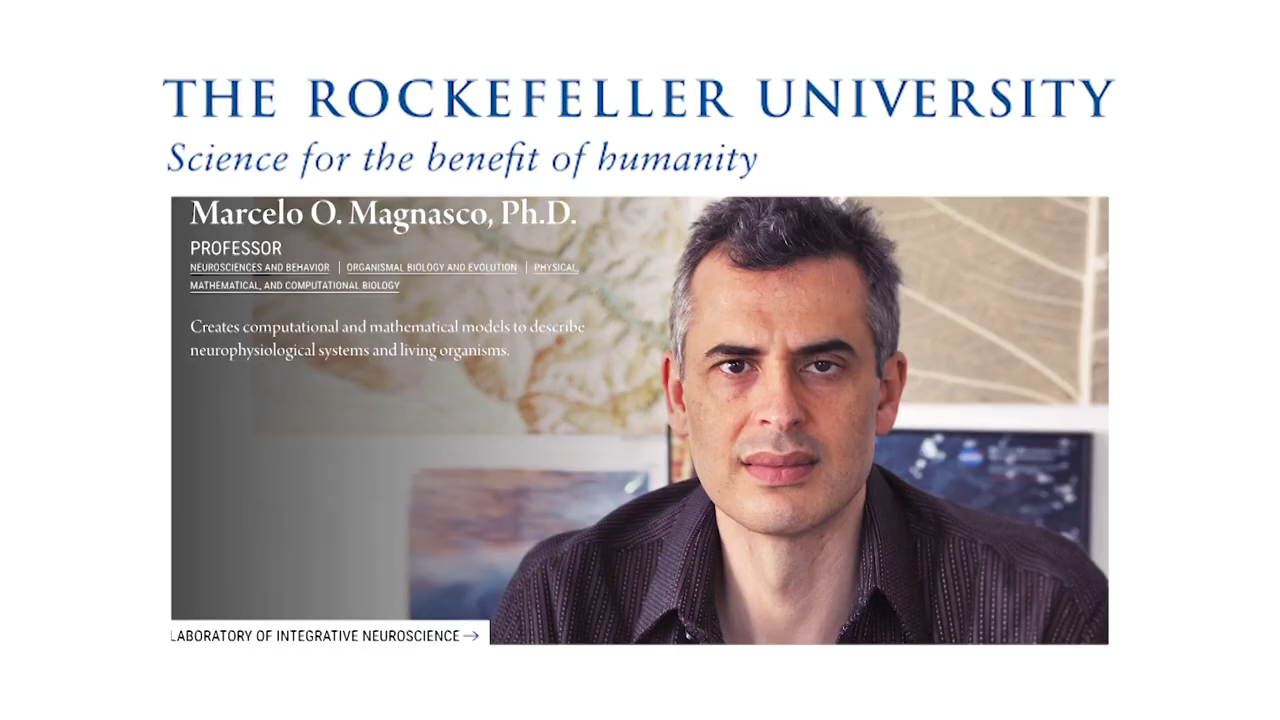 THE ROCKEFELLER UNIVERSITY
Science for the benefit of humanity
Marcelo O. Magnasco, Ph.D.
PROFESSOR
NEUROSCIENCES AND BEHAVIOR | ORGANISMAL BIOLOGY AND EVOLUTION | PHYSICAL,
MATHEMATICAL, AND COMPUTATIONAL BIOLOGY
Creates computational and mathematical models to describe
neurophysiological systems and living organisms.
LABORATORY OF INTEGRATIVE NEUROSCIENCE →